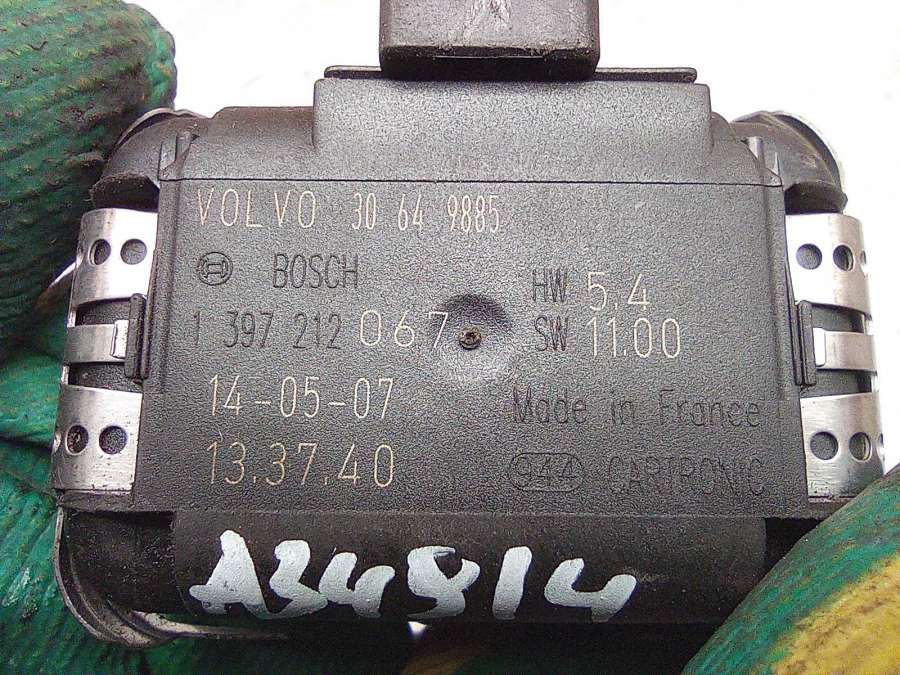 VOLVO 30 64 9885
BOSCH HW 5.4
1 397 212 067 SW 11.00
14-05-07 Made in France
13.37.40 944 CARTRONIC
A34814